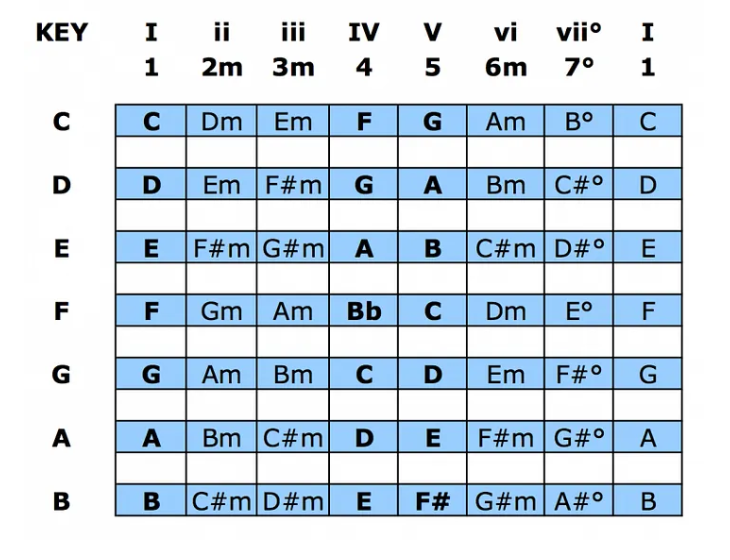 KEY I ii iii IV V vi vii° I
1 2m 3m 4 5 6m 7° 1
C C Dm Em F G Am B° C
D D Em F#m G A Bm C#° D
E E F#m G#m A B C#m D#° E
F F Gm Am Bb C Dm E° F
G G Am Bm C D Em F#° G
A A Bm C#m D E F#m G#° A
B B C#m D#m E F# G#m A#° B